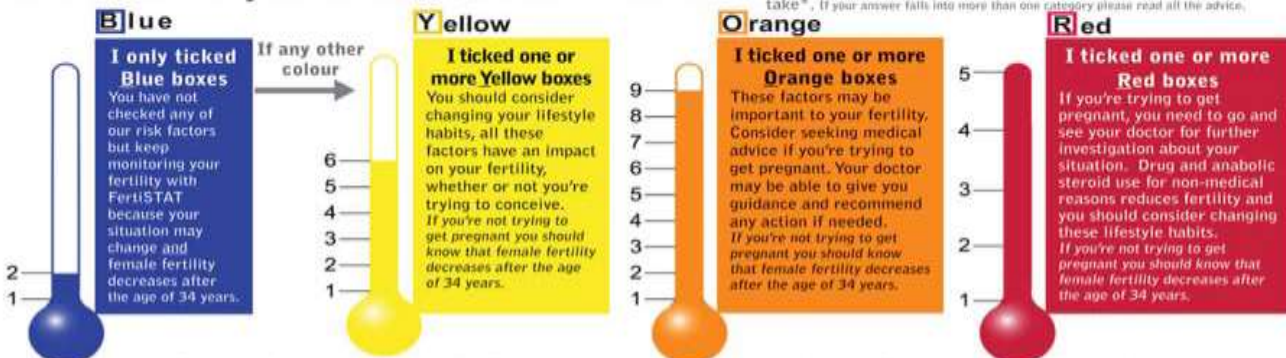 take". If your answer falls into more than one category please read all the advice.
Blue
I only ticked
Blue boxes
You have not
checked any of
our risk factors
but keep
monitoring your
fertility with
FertiSTAT
because your
situation may
change and
female fertility
decreases after
the age of 34 years.
2
1
If any other
colour
Yellow
I ticked one or
more Yellow boxes
You should consider
changing your lifestyle
habits, all these
factors have an impact
on your fertility,
whether or not you're
trying to conceive.
If you're not trying to
get pregnant you should
know that female fertility
decreases after the age
of 34 years.
6
5
4
3
2
1
Orange
I ticked one or more
Orange boxes
These factors may be
important to your fertility.
Consider seeking medical
advice if you're trying to
get pregnant. Your doctor
may be able to give you
guidance and recommend
any action if needed.
If you're not trying to get
pregnant you should know
that female fertility decreases
after the age of 34 years.
9
8
7
6
5
4
3
2
1
Red
I ticked one or more
Red boxes
If you're trying to get
pregnant, you need to go and
see your doctor for further
investigation about your
situation. Drug and anabolic
steroid use for non-medical
reasons reduces fertility and
you should consider changing
these lifestyle habits.
If you're not trying to get
pregnant you should know that
female fertility decreases after
the age of 34 years.
5
4
3
2
1